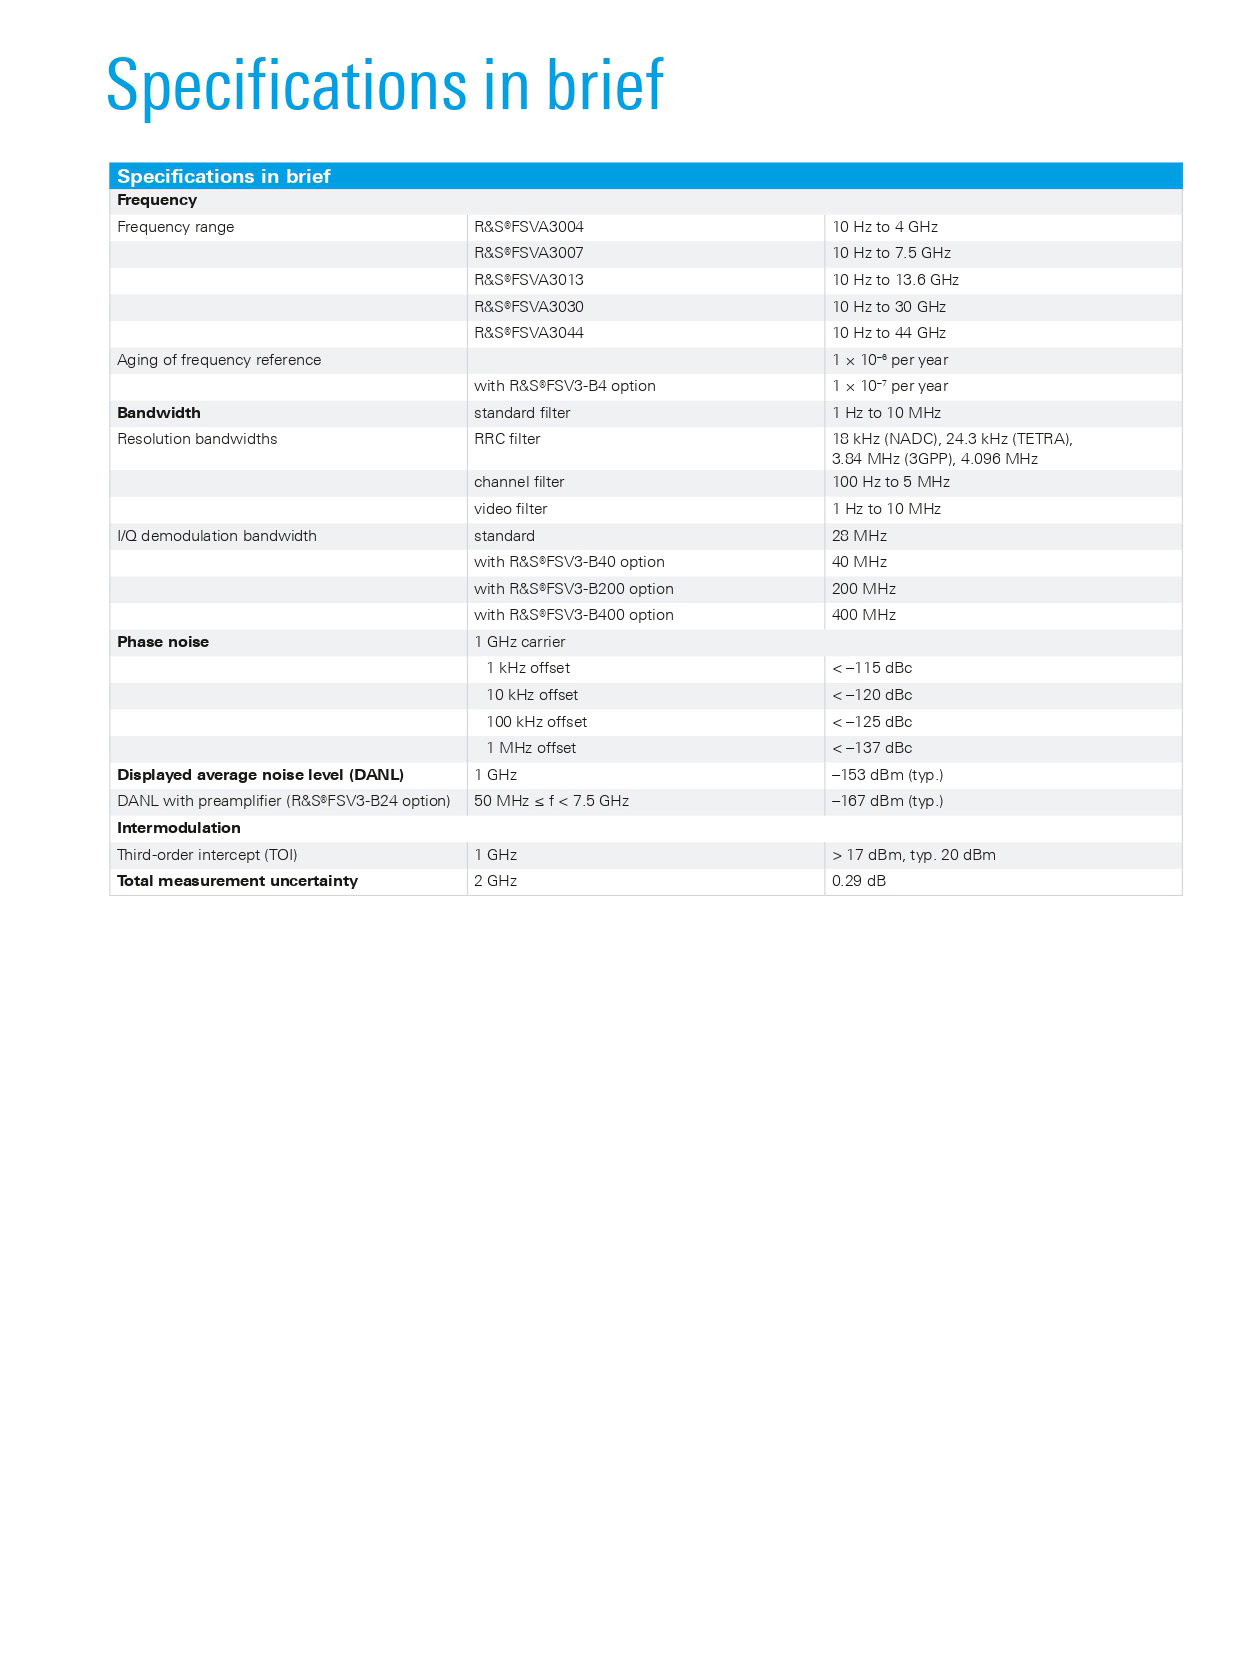 Specifications in brief
Specifications in brief
Frequency
Frequency range R&S®FSVA3004 10 Hz to 4 GHz
R&S®FSVA3007 10 Hz to 7.5 GHz
R&S®FSVA3013 10 Hz to 13.6 GHz
R&S®FSVA3030 10 Hz to 30 GHz
R&S®FSVA3044 10 Hz to 44 GHz
Aging of frequency reference 1 × 10⁻⁶ per year
with R&S®FSV3-B4 option 1 × 10⁻⁷ per year
Bandwidth standard filter 1 Hz to 10 MHz
Resolution bandwidths RRC filter 18 kHz (NADC), 24.3 kHz (TETRA),
3.84 MHz (3GPP), 4.096 MHz
channel filter 100 Hz to 5 MHz
video filter 1 Hz to 10 MHz
I/Q demodulation bandwidth standard 28 MHz
with R&S®FSV3-B40 option 40 MHz
with R&S®FSV3-B200 option 200 MHz
with R&S®FSV3-B400 option 400 MHz
Phase noise 1 GHz carrier
1 kHz offset < –115 dBc
10 kHz offset < –120 dBc
100 kHz offset < –125 dBc
1 MHz offset < –137 dBc
Displayed average noise level (DANL) 1 GHz –153 dBm (typ.)
DANL with preamplifier (R&S®FSV3-B24 option) 50 MHz ≤ f < 7.5 GHz –167 dBm (typ.)
Intermodulation
Third-order intercept (TOI) 1 GHz > 17 dBm, typ. 20 dBm
Total measurement uncertainty 2 GHz 0.29 dB